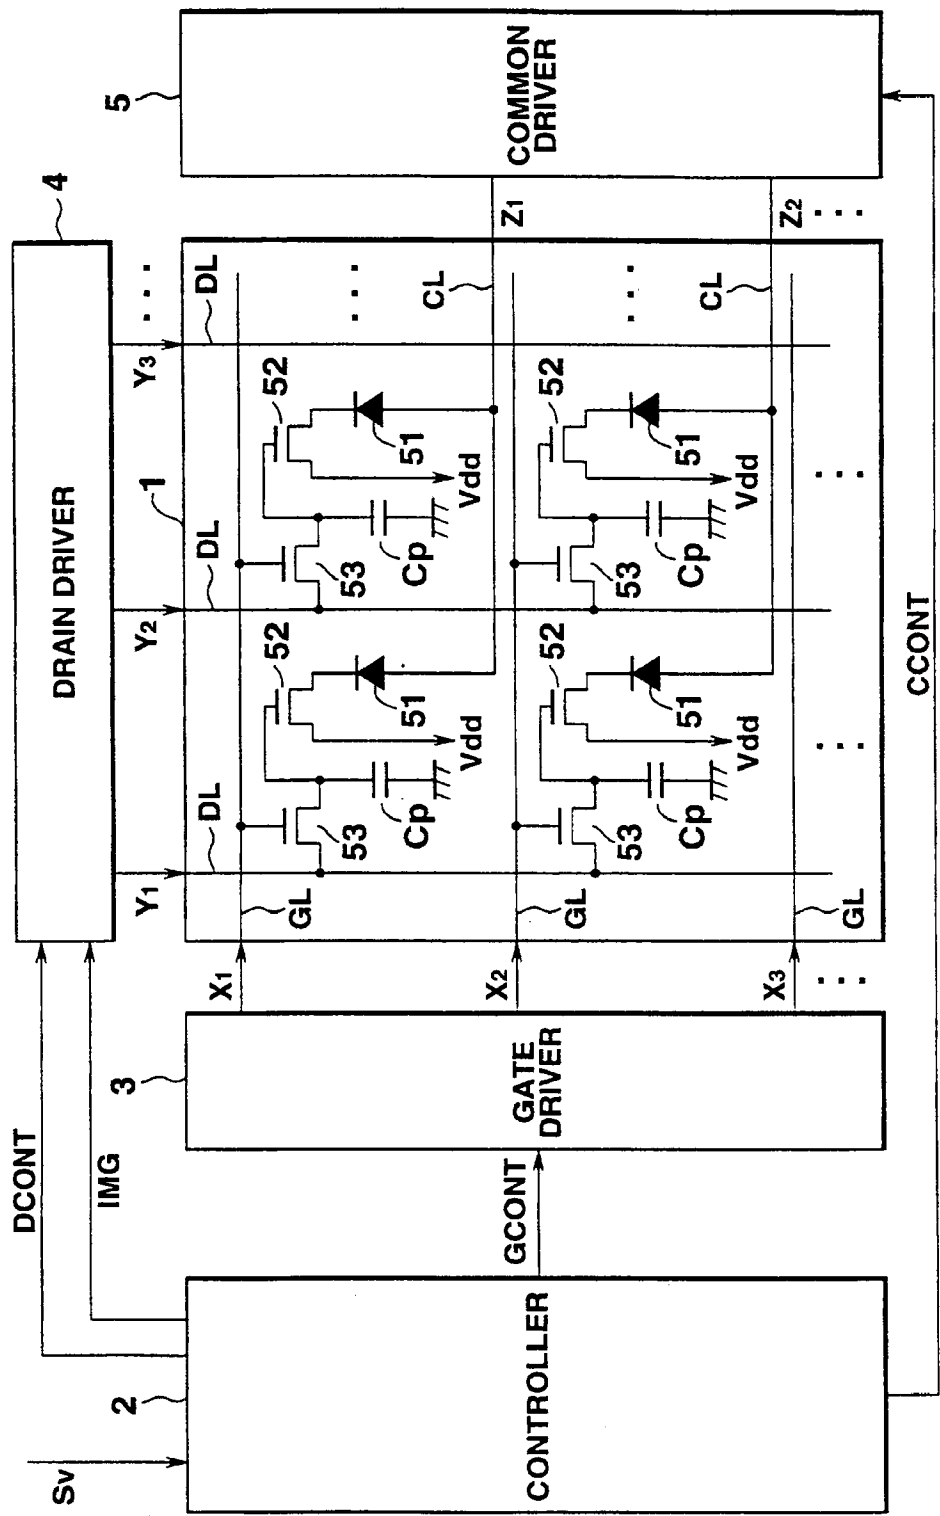 Sv
2
CONTROLLER
DCONT
IMG
GCONT
CCONT
3
GATE
DRIVER
X1
X2
X3
...
4
DRAIN DRIVER
Y1
Y2
Y3
...
1
DL
DL
DL
GL
GL
GL
53
Cp
52
Vdd
51
53
Cp
52
Vdd
51
...
CL
Z1
53
Cp
52
Vdd
51
53
Cp
52
Vdd
51
...
CL
Z2
...
...
...
5
COMMON
DRIVER